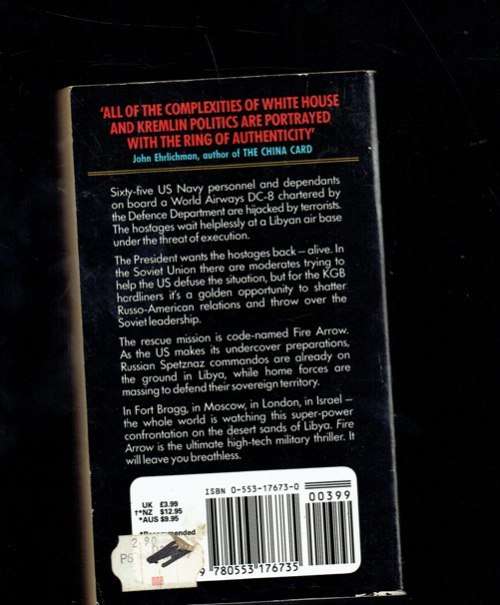 'ALL OF THE COMPLEXITIES OF WHITE HOUSE
AND KREMLIN POLITICS ARE PORTRAYED
WITH THE RING OF AUTHENTICITY'
John Ehrlichman, author of THE CHINA CARD
Sixty-five US Navy personnel and dependants
on board a World Airways DC-8 chartered by
the Defence Department are hijacked by terrorists.
The hostages wait helplessly at a Libyan air base
under the threat of execution.
The President wants the hostages back – alive. In
the Soviet Union there are moderates trying to
help the US defuse the situation, but for the KGB
hardliners it's a golden opportunity to shatter
Russo-American relations and throw over the
Soviet leadership.
The rescue mission is code-named Fire Arrow.
As the US makes its undercover preparations,
Russian Spetznaz commandos are already on
the ground in Libya, while home forces are
massing to defend their sovereign territory.
In Fort Bragg, in Moscow, in London, in Israel –
the whole world is watching this super-power
confrontation on the desert sands of Libya. Fire
Arrow is the ultimate high-tech military thriller. It
will leave you breathless.
ISBN 0-553-17673-0
00399
UK £3.99
†*NZ $12.95
*AUS $9.95
*Recommended
2.90
PS
9 780553 176735